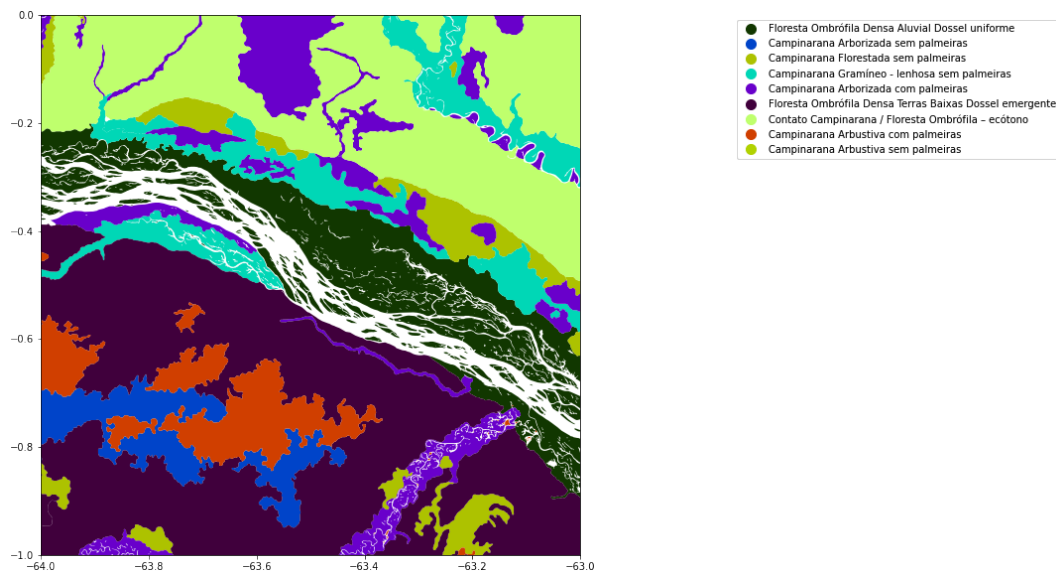 0.0
−0.2
−0.4
−0.6
−0.8
−1.0
−64.0 −63.8 −63.6 −63.4 −63.2 −63.0
Floresta Ombrófila Densa Aluvial Dossel uniforme
Campinarana Arborizada sem palmeiras
Campinarana Florestada sem palmeiras
Campinarana Gramíneo - lenhosa sem palmeiras
Campinarana Arborizada com palmeiras
Floresta Ombrófila Densa Terras Baixas Dossel emergente
Contato Campinarana / Floresta Ombrófila – ecótono
Campinarana Arbustiva com palmeiras
Campinarana Arbustiva sem palmeiras